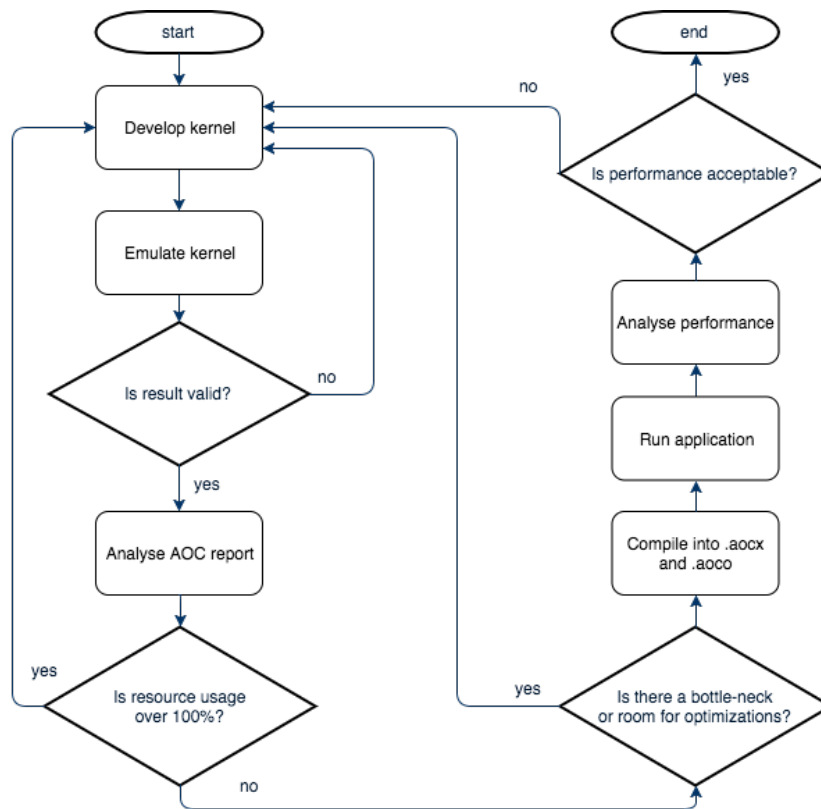 start
Develop kernel
Emulate kernel
Is result valid?
no
yes
Analyse AOC report
yes
Is resource usage
over 100%?
no
Is there a bottle-neck
or room for optimizations?
yes
Compile into .aocx
and .aoco
Run application
Analyse performance
Is performance acceptable?
no
yes
end